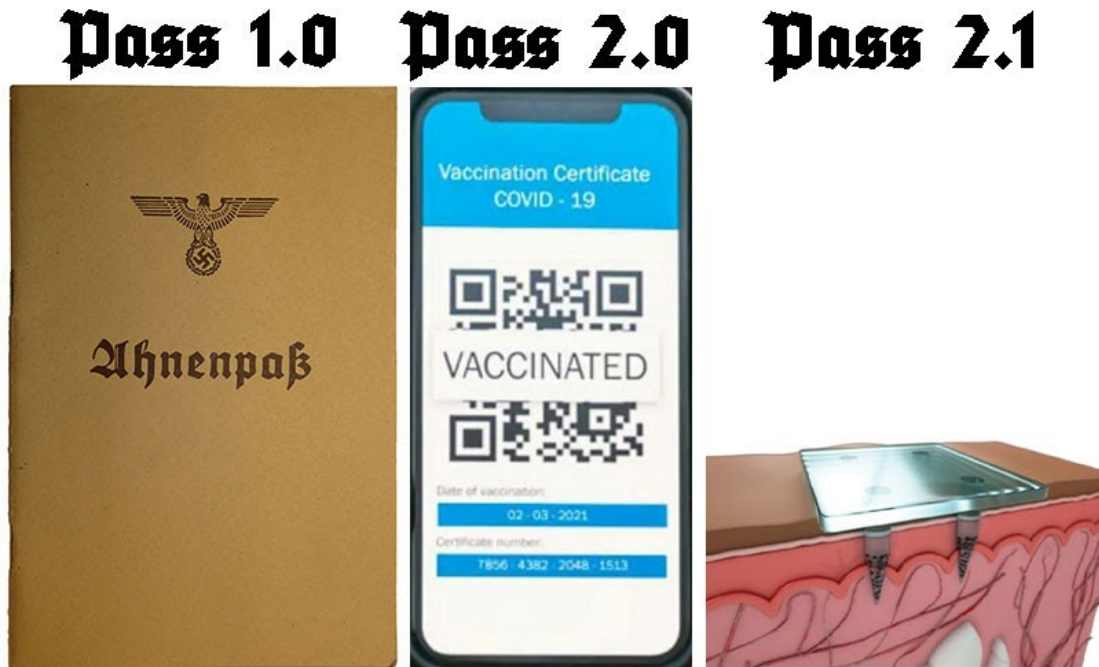 Pass 1.0
Pass 2.0
Pass 2.1
Ahnenpaß
Vaccination Certificate
COVID - 19
VACCINATED
Date of vaccination:
02 - 03 - 2021
Certificate number:
7856 - 4382 - 2048 - 1513